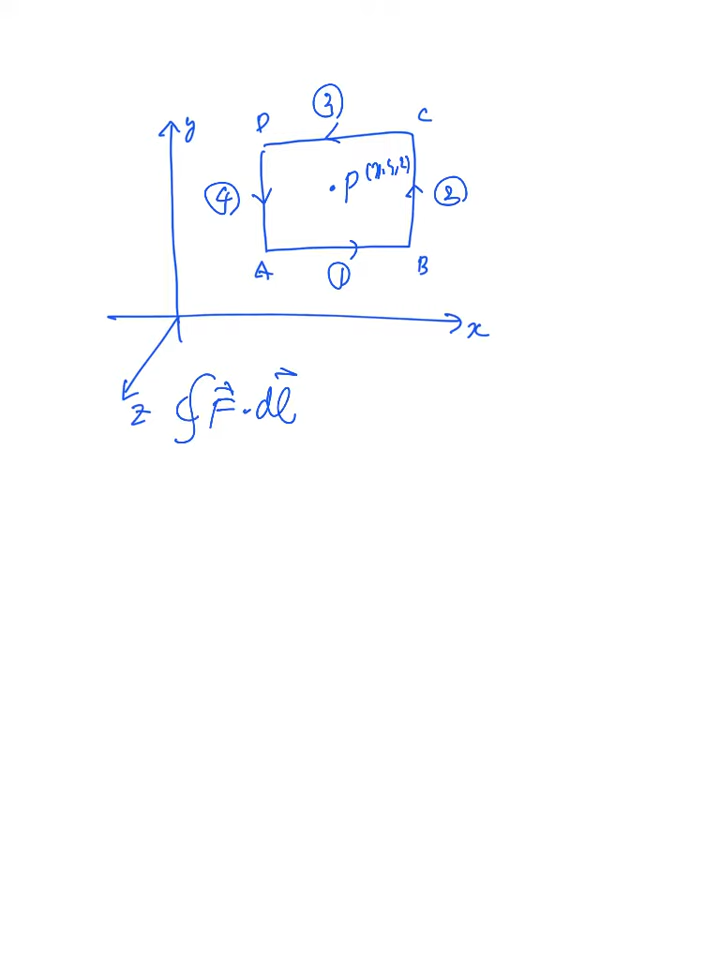 ③
D C
y
④ P (x,y,z) ②
A ① B
x
z ∮F⃗·dl⃗